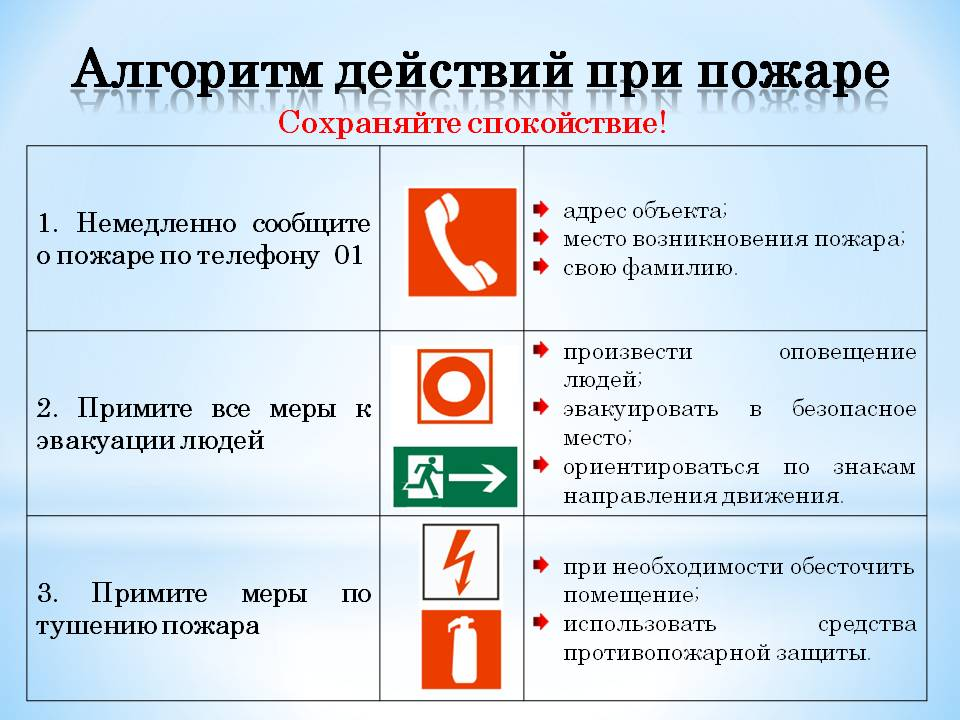 Алгоритм действий при пожаре
Сохраняйте спокойствие!
1. Немедленно сообщите
о пожаре по телефону 01
адрес объекта;
место возникновения пожара;
свою фамилию.
2. Примите все меры к
эвакуации людей
произвести оповещение
людей;
эвакуировать в безопасное
место;
ориентироваться по знакам
направления движения.
3. Примите меры по
тушению пожара
при необходимости обесточить
помещение;
использовать средства
противопожарной защиты.